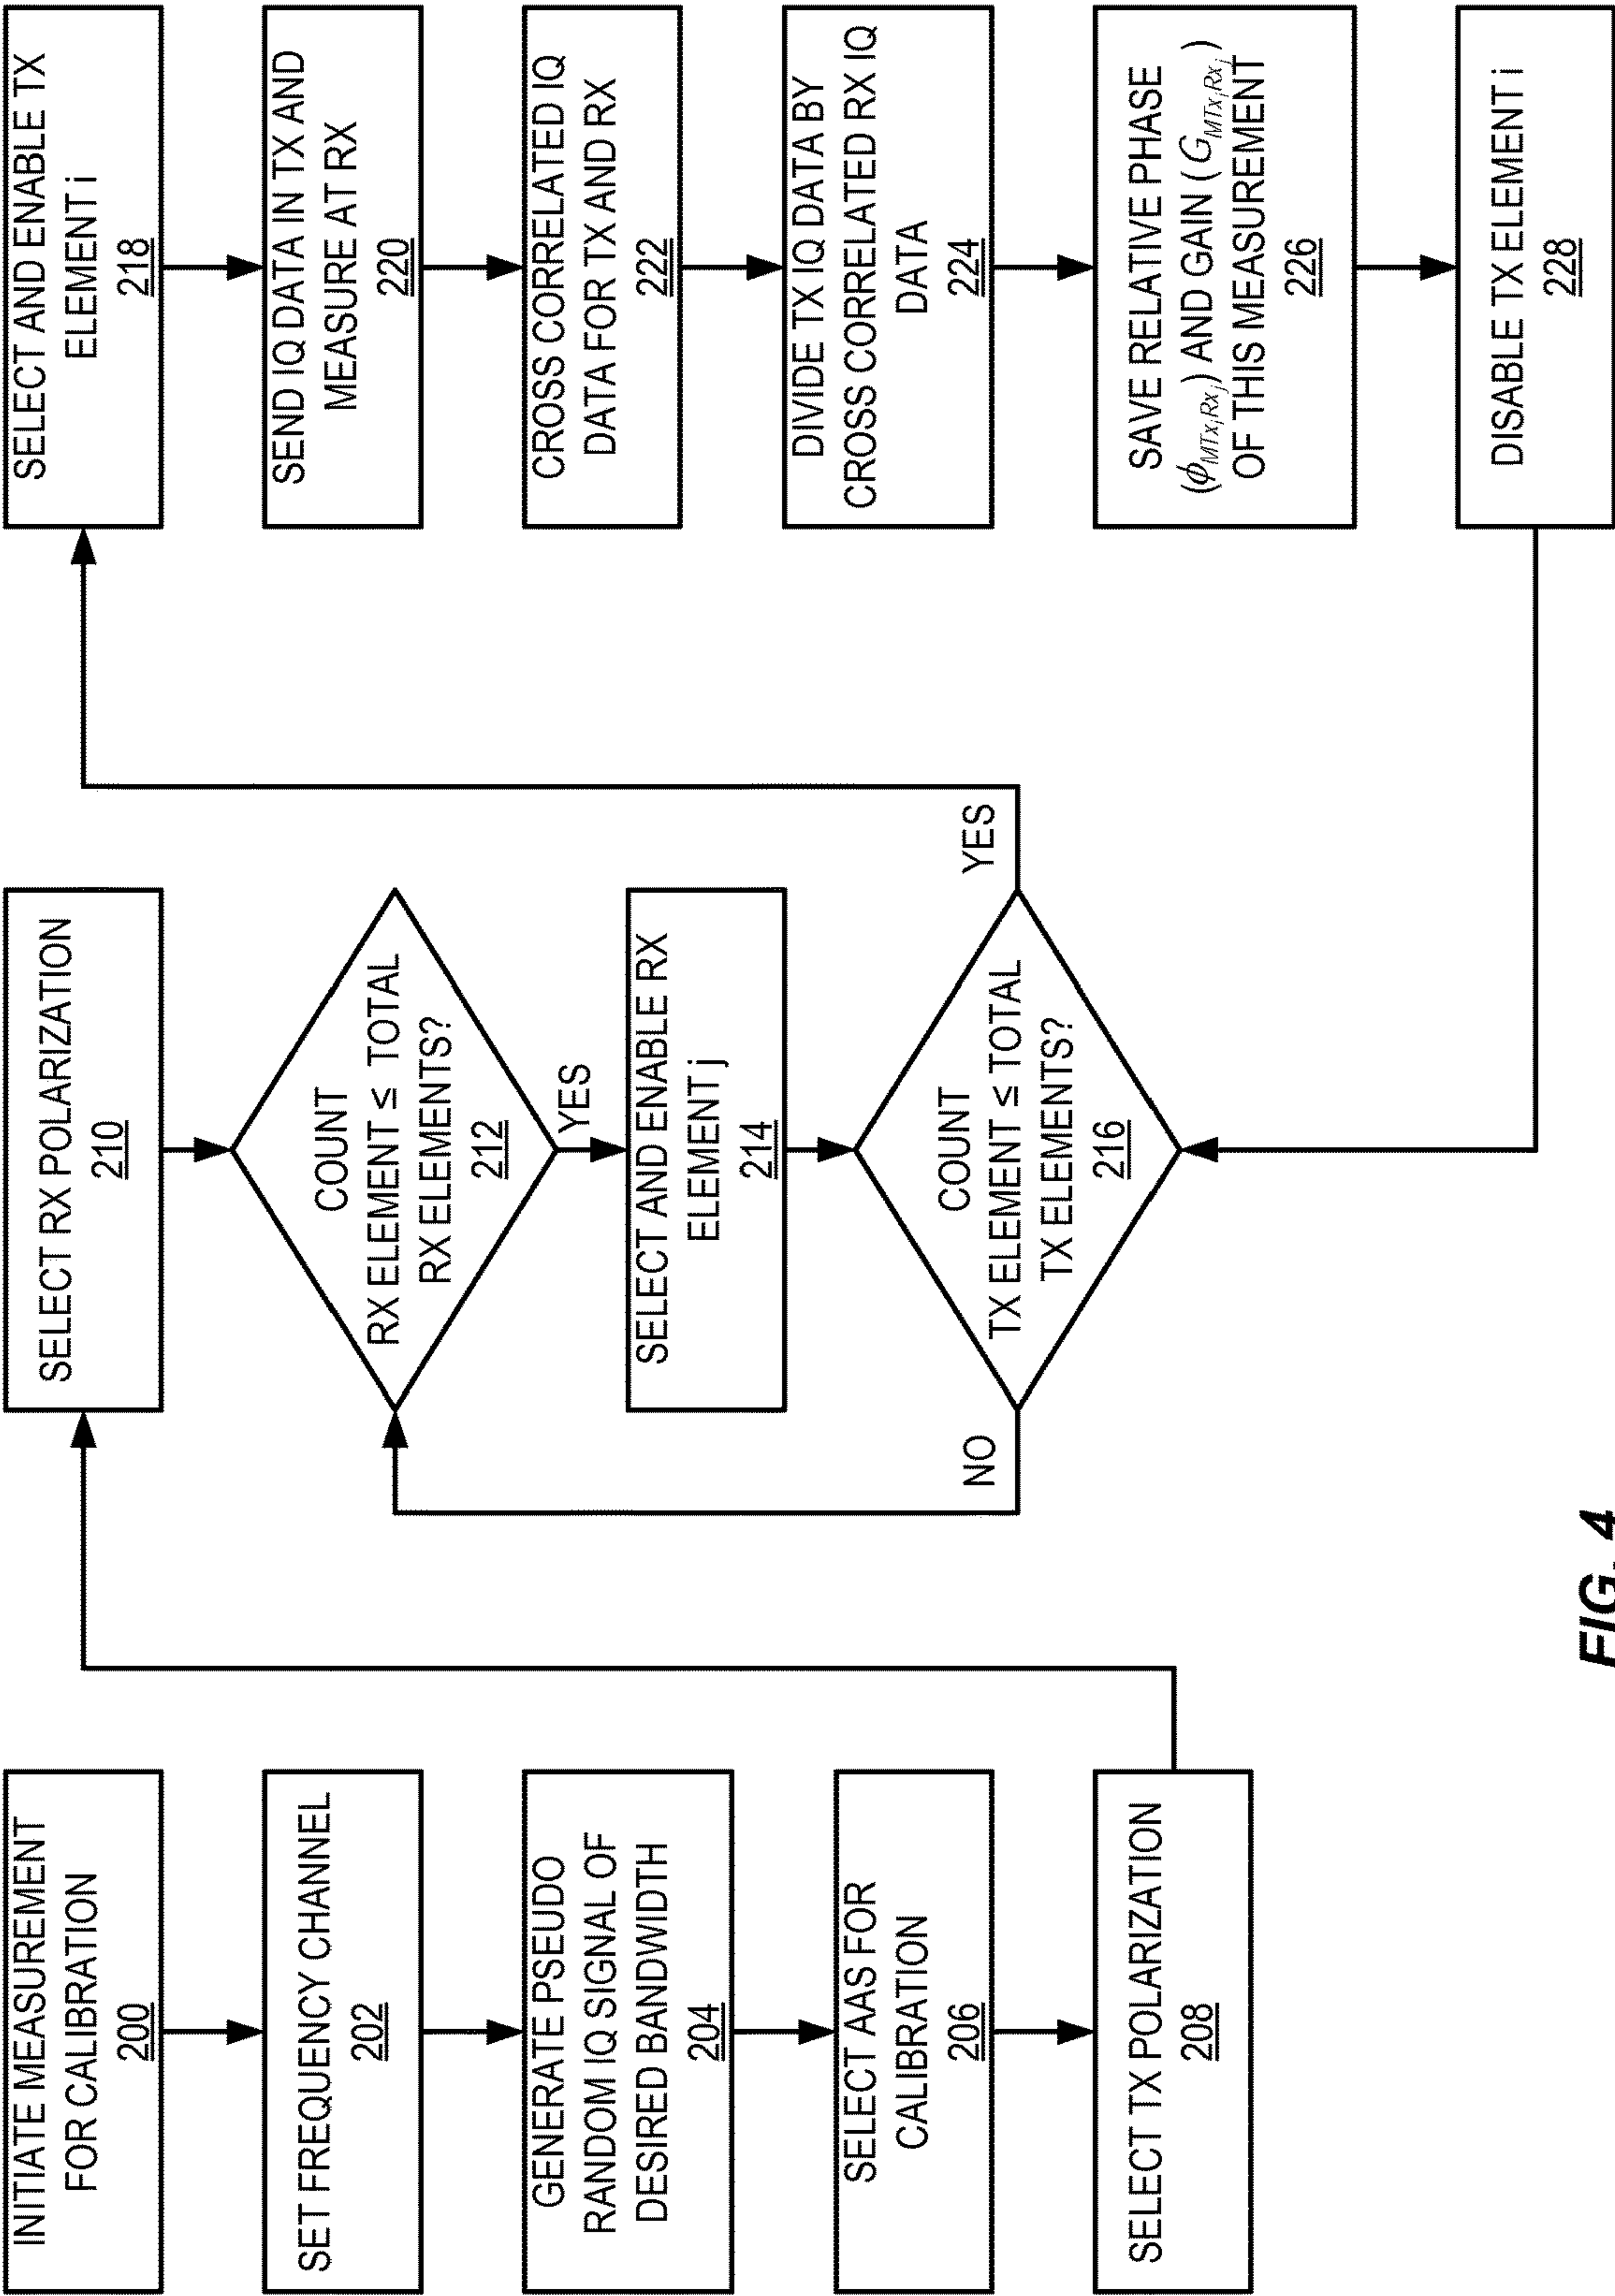 INITIATE MEASUREMENT
FOR CALIBRATION
200
SET FREQUENCY CHANNEL
202
GENERATE PSEUDO
RANDOM IQ SIGNAL OF
DESIRED BANDWIDTH
204
SELECT AAS FOR
CALIBRATION
206
SELECT TX POLARIZATION
208
SELECT RX POLARIZATION
210
COUNT
RX ELEMENT ≤ TOTAL
RX ELEMENTS?
212
YES
SELECT AND ENABLE RX
ELEMENT j
214
COUNT
TX ELEMENT ≤ TOTAL
TX ELEMENTS?
216
NO
YES
SELECT AND ENABLE TX
ELEMENT i
218
SEND IQ DATA IN TX AND
MEASURE AT RX
220
CROSS CORRELATED IQ
DATA FOR TX AND RX
222
DIVIDE TX IQ DATA BY
CROSS CORRELATED RX IQ
DATA
224
SAVE RELATIVE PHASE
(ϕ_{MTx_iRx_j}) AND GAIN (G_{MTx_iRx_j})
OF THIS MEASUREMENT
226
DISABLE TX ELEMENT i
228
FIG. 4